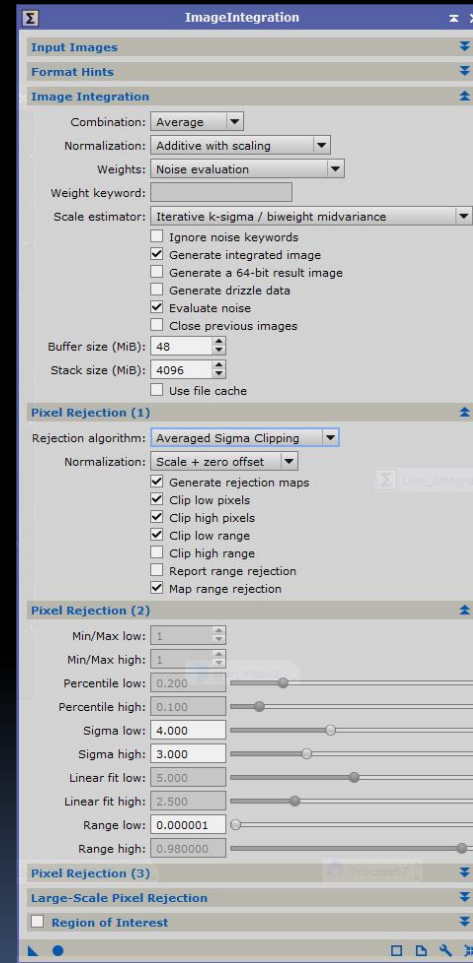 Σ ImageIntegration
Input Images
Format Hints
Image Integration
Combination: Average
Normalization: Additive with scaling
Weights: Noise evaluation
Weight keyword:
Scale estimator: Iterative k-sigma / biweight midvariance
Ignore noise keywords
Generate integrated image
Generate a 64-bit result image
Generate drizzle data
Evaluate noise
Close previous images
Buffer size (MiB): 48
Stack size (MiB): 4096
Use file cache
Pixel Rejection (1)
Rejection algorithm: Averaged Sigma Clipping
Normalization: Scale + zero offset
Generate rejection maps
Clip low pixels
Clip high pixels
Clip low range
Clip high range
Report range rejection
Map range rejection
Pixel Rejection (2)
Min/Max low: 1
Min/Max high: 1
Percentile low: 0.200
Percentile high: 0.100
Sigma low: 4.000
Sigma high: 3.000
Linear fit low: 5.000
Linear fit high: 2.500
Range low: 0.000001
Range high: 0.980000
Pixel Rejection (3)
Large-Scale Pixel Rejection
Region of Interest